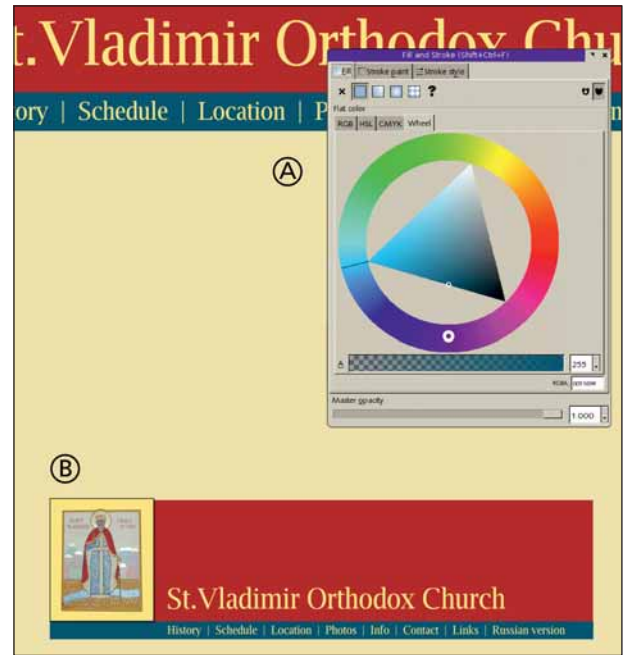 t.Vladimir Orthodox Chu
Fill and Stroke (Shift+Ctrl+F)
Fill Stroke paint Stroke style
?
Flat color
RGB HSL CMYK Wheel
ory | Schedule | Location | P
A
A 255
RGBA:
Master opacity
1.000
B
St.Vladimir Orthodox Church
History | Schedule | Location | Photos | Info | Contact | Links | Russian version